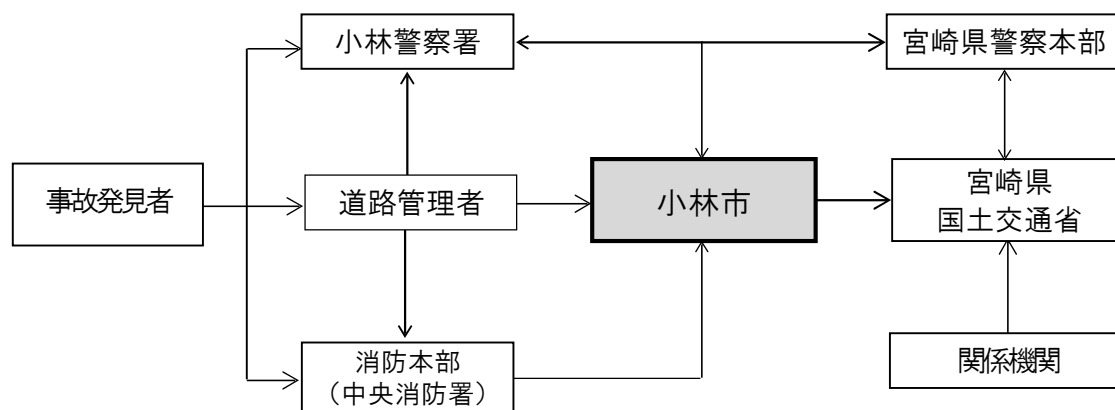 小林警察署
宮崎県警察本部
事故発見者
道路管理者
小林市
宮崎県
国土交通省
消防本部
（中央消防署）
関係機関